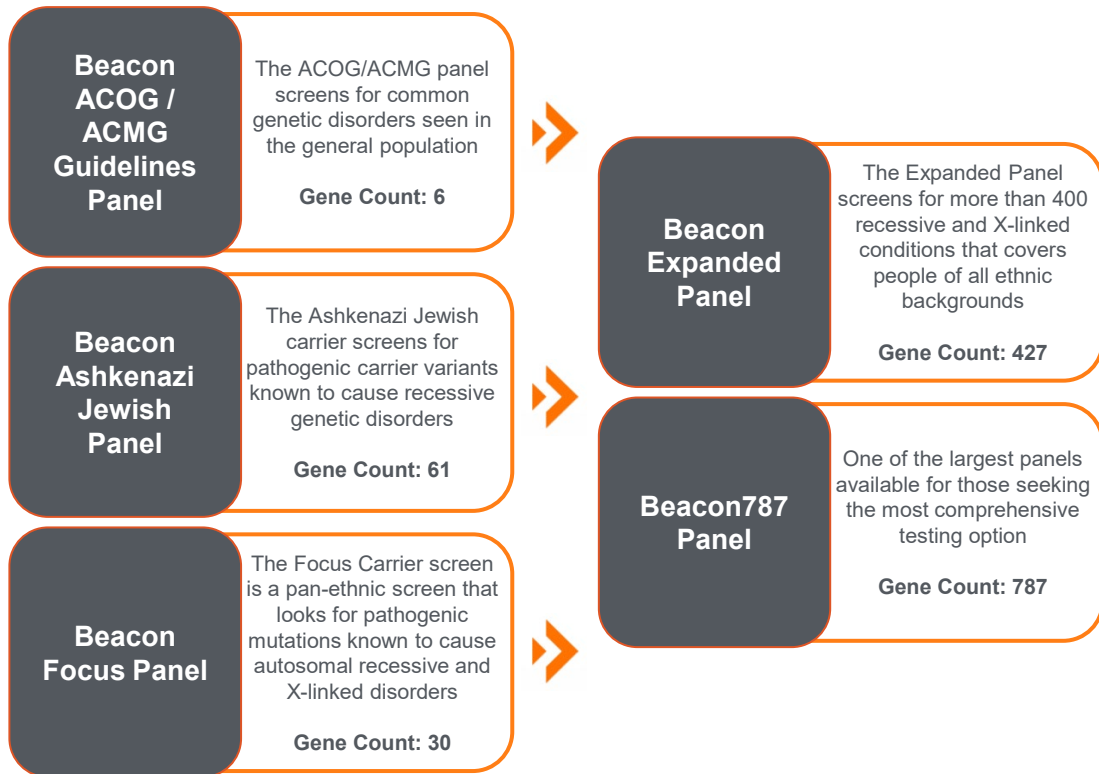 Beacon
ACOG /
ACMG
Guidelines
Panel
The ACOG/ACMG panel
screens for common
genetic disorders seen in
the general population
Gene Count: 6
Beacon
Ashkenazi
Jewish
Panel
The Ashkenazi Jewish
carrier screens for
pathogenic carrier variants
known to cause recessive
genetic disorders
Gene Count: 61
Beacon
Focus Panel
The Focus Carrier screen
is a pan-ethnic screen that
looks for pathogenic
mutations known to cause
autosomal recessive and
X-linked disorders
Gene Count: 30
Beacon
Expanded
Panel
The Expanded Panel
screens for more than 400
recessive and X-linked
conditions that covers
people of all ethnic
backgrounds
Gene Count: 427
Beacon787
Panel
One of the largest panels
available for those seeking
the most comprehensive
testing option
Gene Count: 787